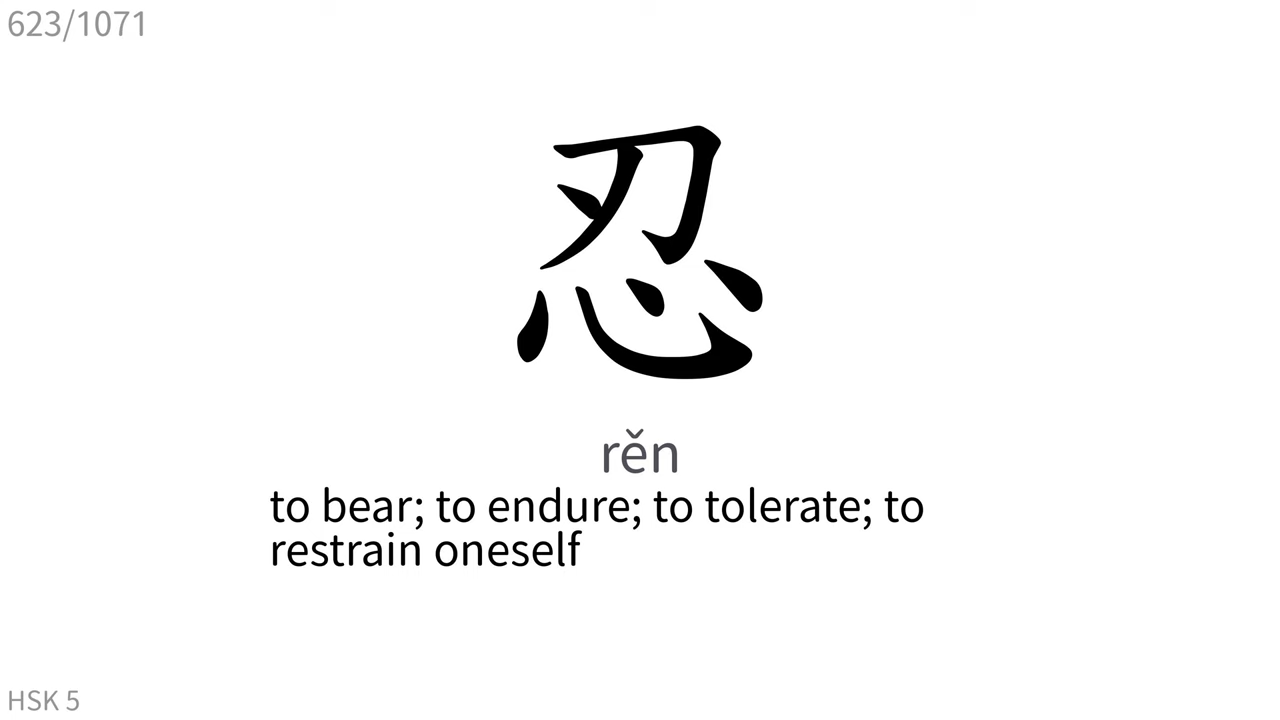 623/1071
忍
rěn
to bear; to endure; to tolerate; to
restrain oneself
HSK 5